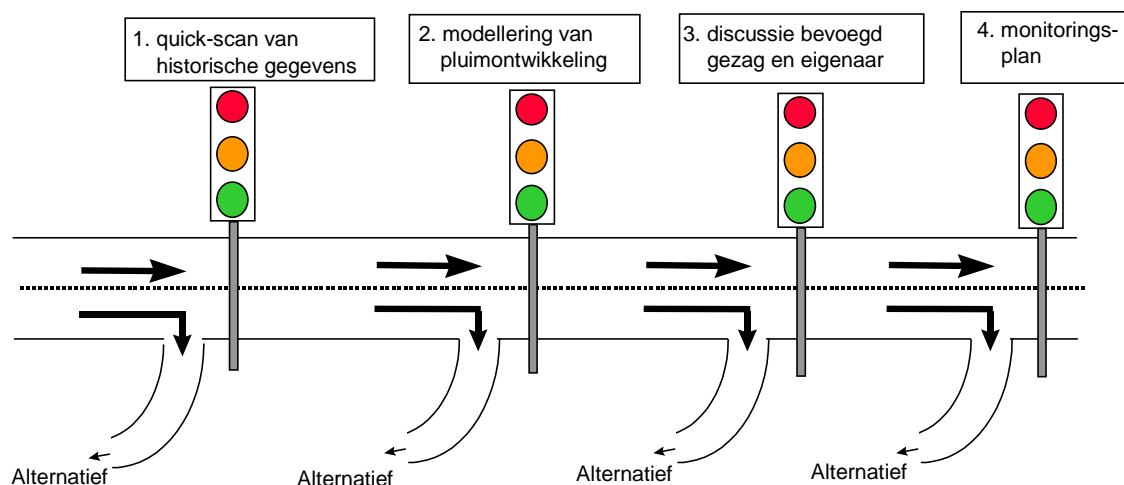 1. quick-scan van
historische gegevens
2. modellering van
pluimontwikkeling
3. discussie bevoegd
gezag en eigenaar
4. monitorings-
plan
Alternatief
Alternatief
Alternatief
Alternatief